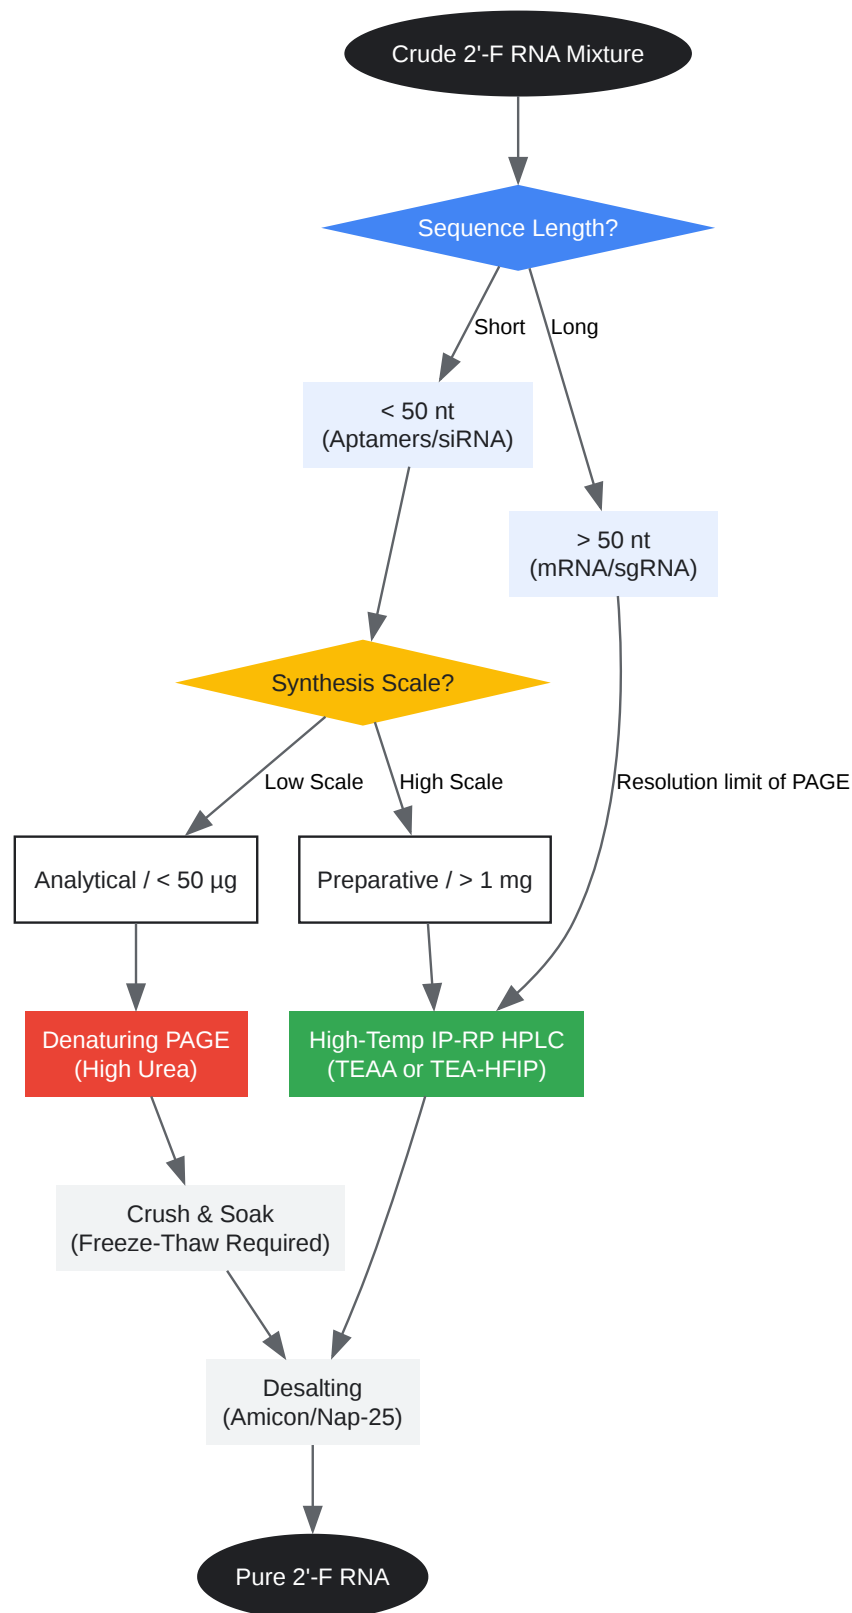 Crude 2'-F RNA Mixture
Sequence Length?
Short
Long
< 50 nt
(Aptamers/siRNA)
> 50 nt
(mRNA/sgRNA)
Synthesis Scale?
Low Scale
High Scale
Resolution limit of PAGE
Analytical / < 50 µg
Preparative / > 1 mg
Denaturing PAGE
(High Urea)
High-Temp IP-RP HPLC
(TEAA or TEA-HFIP)
Crush & Soak
(Freeze-Thaw Required)
Desalting
(Amicon/Nap-25)
Pure 2'-F RNA